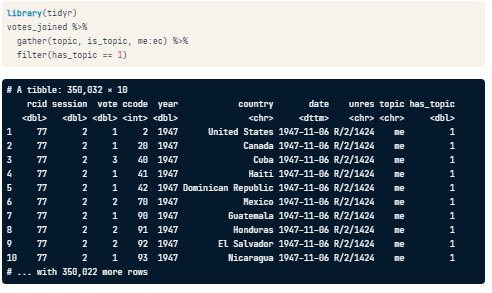 library(tidyr)
votes_joined %>%
  gather(topic, is_topic, me:ec) %>%
  filter(has_topic == 1)
# A tibble: 350,032 × 10
    rcid session  vote ccode  year            country       date     unres topic has_topic
   <dbl>   <dbl> <dbl> <int> <dbl>              <chr>     <dttm>     <chr> <chr>     <dbl>
1     77       2     1     2  1947      United States 1947-11-06 R/2/1424    me         1
2     77       2     1    20  1947             Canada 1947-11-06 R/2/1424    me         1
3     77       2     3    40  1947               Cuba 1947-11-06 R/2/1424    me         1
4     77       2     1    41  1947              Haiti 1947-11-06 R/2/1424    me         1
5     77       2     1    42  1947 Dominican Republic 1947-11-06 R/2/1424    me         1
6     77       2     2    70  1947             Mexico 1947-11-06 R/2/1424    me         1
7     77       2     1    90  1947          Guatemala 1947-11-06 R/2/1424    me         1
8     77       2     2    91  1947           Honduras 1947-11-06 R/2/1424    me         1
9     77       2     2    92  1947        El Salvador 1947-11-06 R/2/1424    me         1
10    77       2     1    93  1947          Nicaragua 1947-11-06 R/2/1424    me         1
# ... with 350,022 more rows